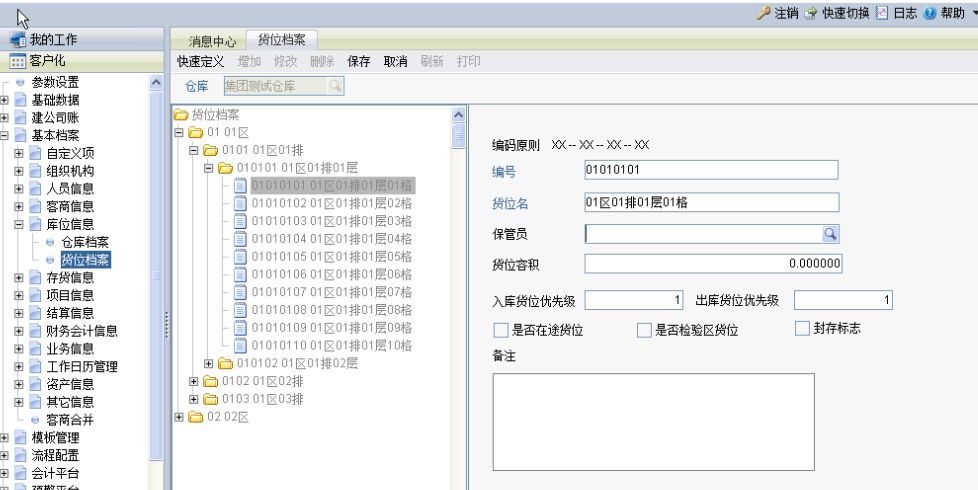 注销 快速切换 日志 帮助
我的工作
客户化
参数设置
基础数据
建公司账
基本档案
自定义项
组织机构
人员信息
客商信息
库位信息
仓库档案
货位档案
存货信息
项目信息
结算信息
财务会计信息
业务信息
工作日历管理
资产信息
其它信息
客商合并
模板管理
流程配置
会计平台
预警平台
消息中心 货位档案
快速定义 增加 修改 删除 保存 取消 刷新 打印
仓库 集团测试仓库
货位档案
01 01区
0101 01区01排
010101 01区01排01层
01010101 01区01排01层01格
01010102 01区01排01层02格
01010103 01区01排01层03格
01010104 01区01排01层04格
01010105 01区01排01层05格
01010106 01区01排01层06格
01010107 01区01排01层07格
01010108 01区01排01层08格
01010109 01区01排01层09格
01010110 01区01排01层10格
010102 01区01排02层
0102 01区02排
0103 01区03排
02 02区
编码原则 XX -- XX -- XX -- XX
编号 01010101
货位名 01区01排01层01格
保管员
货位容积 0.000000
入库货位优先级 1 出库货位优先级 1
是否在途货位 是否检验区货位 封存标志
备注